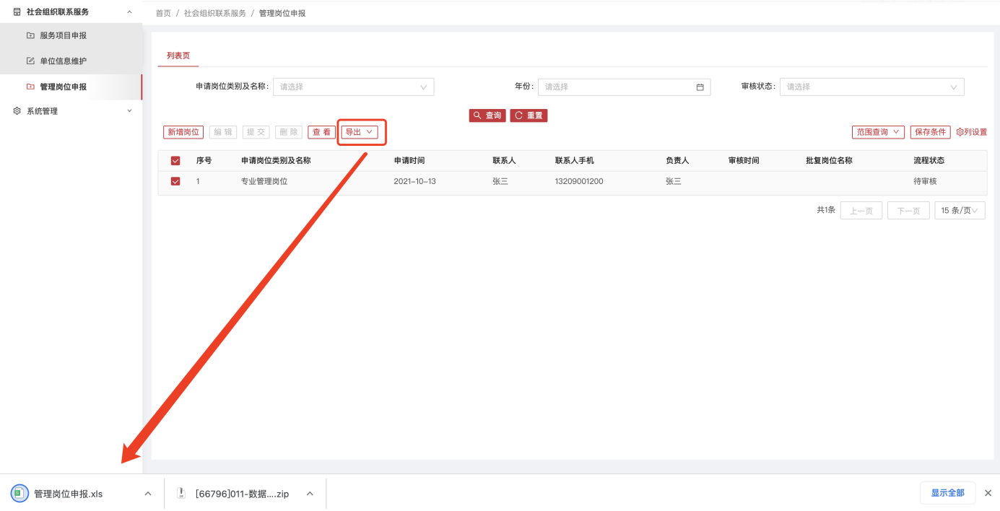 社会组织联系服务
首页 / 社会组织联系服务 / 管理岗位申报
服务项目申报
单位信息维护
管理岗位申报
系统管理
列表页
申请岗位类别及名称: 请选择 年份: 请选择 审核状态: 请选择
查询 重置
新增岗位 编辑 提交 删除 查看 导出 范围查询 保存条件 列设置
序号 申请岗位类别及名称 申请时间 联系人 联系人手机 负责人 审核时间 批复岗位名称 流程状态
1 专业管理岗位 2021-10-13 张三 13209001200 张三 待审核
共1条 上一页 下一页 15 条/页
管理岗位申报.xls [66796]011-数据....zip 显示全部